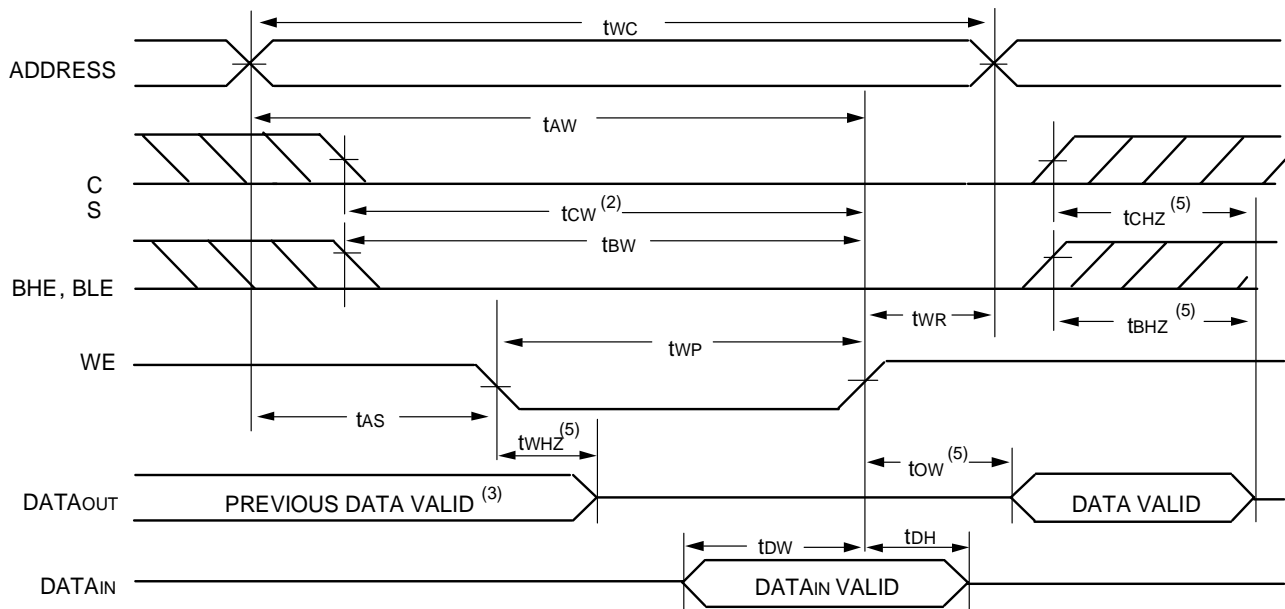 tWC
ADDRESS
tAW
C
S
tCW (2)
tCHZ (5)
tBW
BHE, BLE
tWR
tBHZ (5)
tWP
WE
tAS
tWHZ (5)
tOW (5)
DATAOUT
PREVIOUS DATA VALID (3)
DATA VALID
tDW
tDH
DATAIN
DATAIN VALID